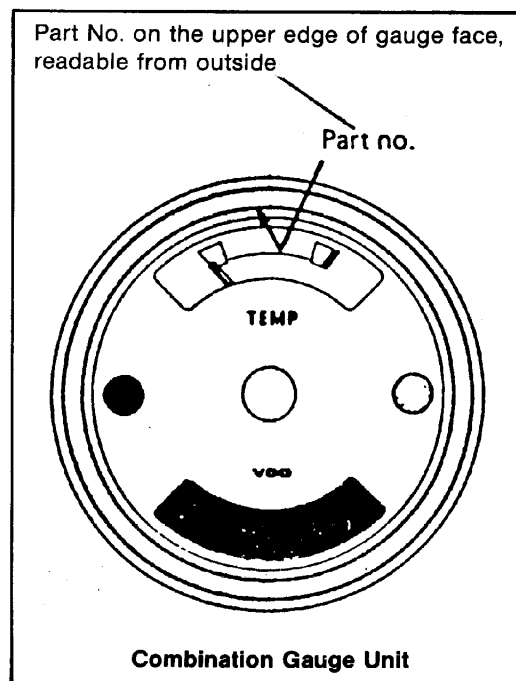 Part No. on the upper edge of gauge face,
readable from outside
Part no.
TEMP
VDO
Combination Gauge Unit